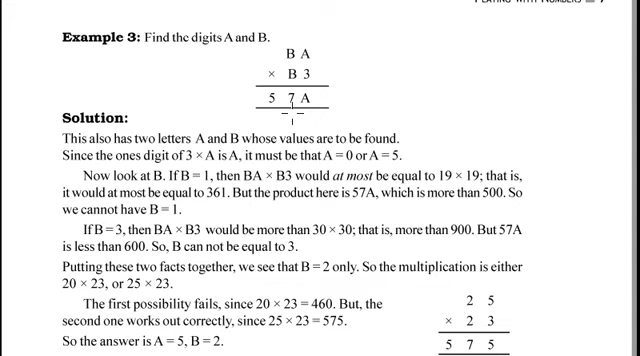 PLAYING WITH NUMBERS
Example 3: Find the digits A and B.
B A
× B 3
5 7 A
Solution:
This also has two letters A and B whose values are to be found.
Since the ones digit of 3 × A is A, it must be that A = 0 or A = 5.
Now look at B. If B = 1, then BA × B3 would at most be equal to 19 × 19; that is,
it would at most be equal to 361. But the product here is 57A, which is more than 500. So
we cannot have B = 1.
If B = 3, then BA × B3 would be more than 30 × 30; that is, more than 900. But 57A
is less than 600. So, B can not be equal to 3.
Putting these two facts together, we see that B = 2 only. So the multiplication is either
20 × 23, or 25 × 23.
The first possibility fails, since 20 × 23 = 460. But, the
second one works out correctly, since 25 × 23 = 575.
So the answer is A = 5, B = 2.
2 5
× 2 3
5 7 5